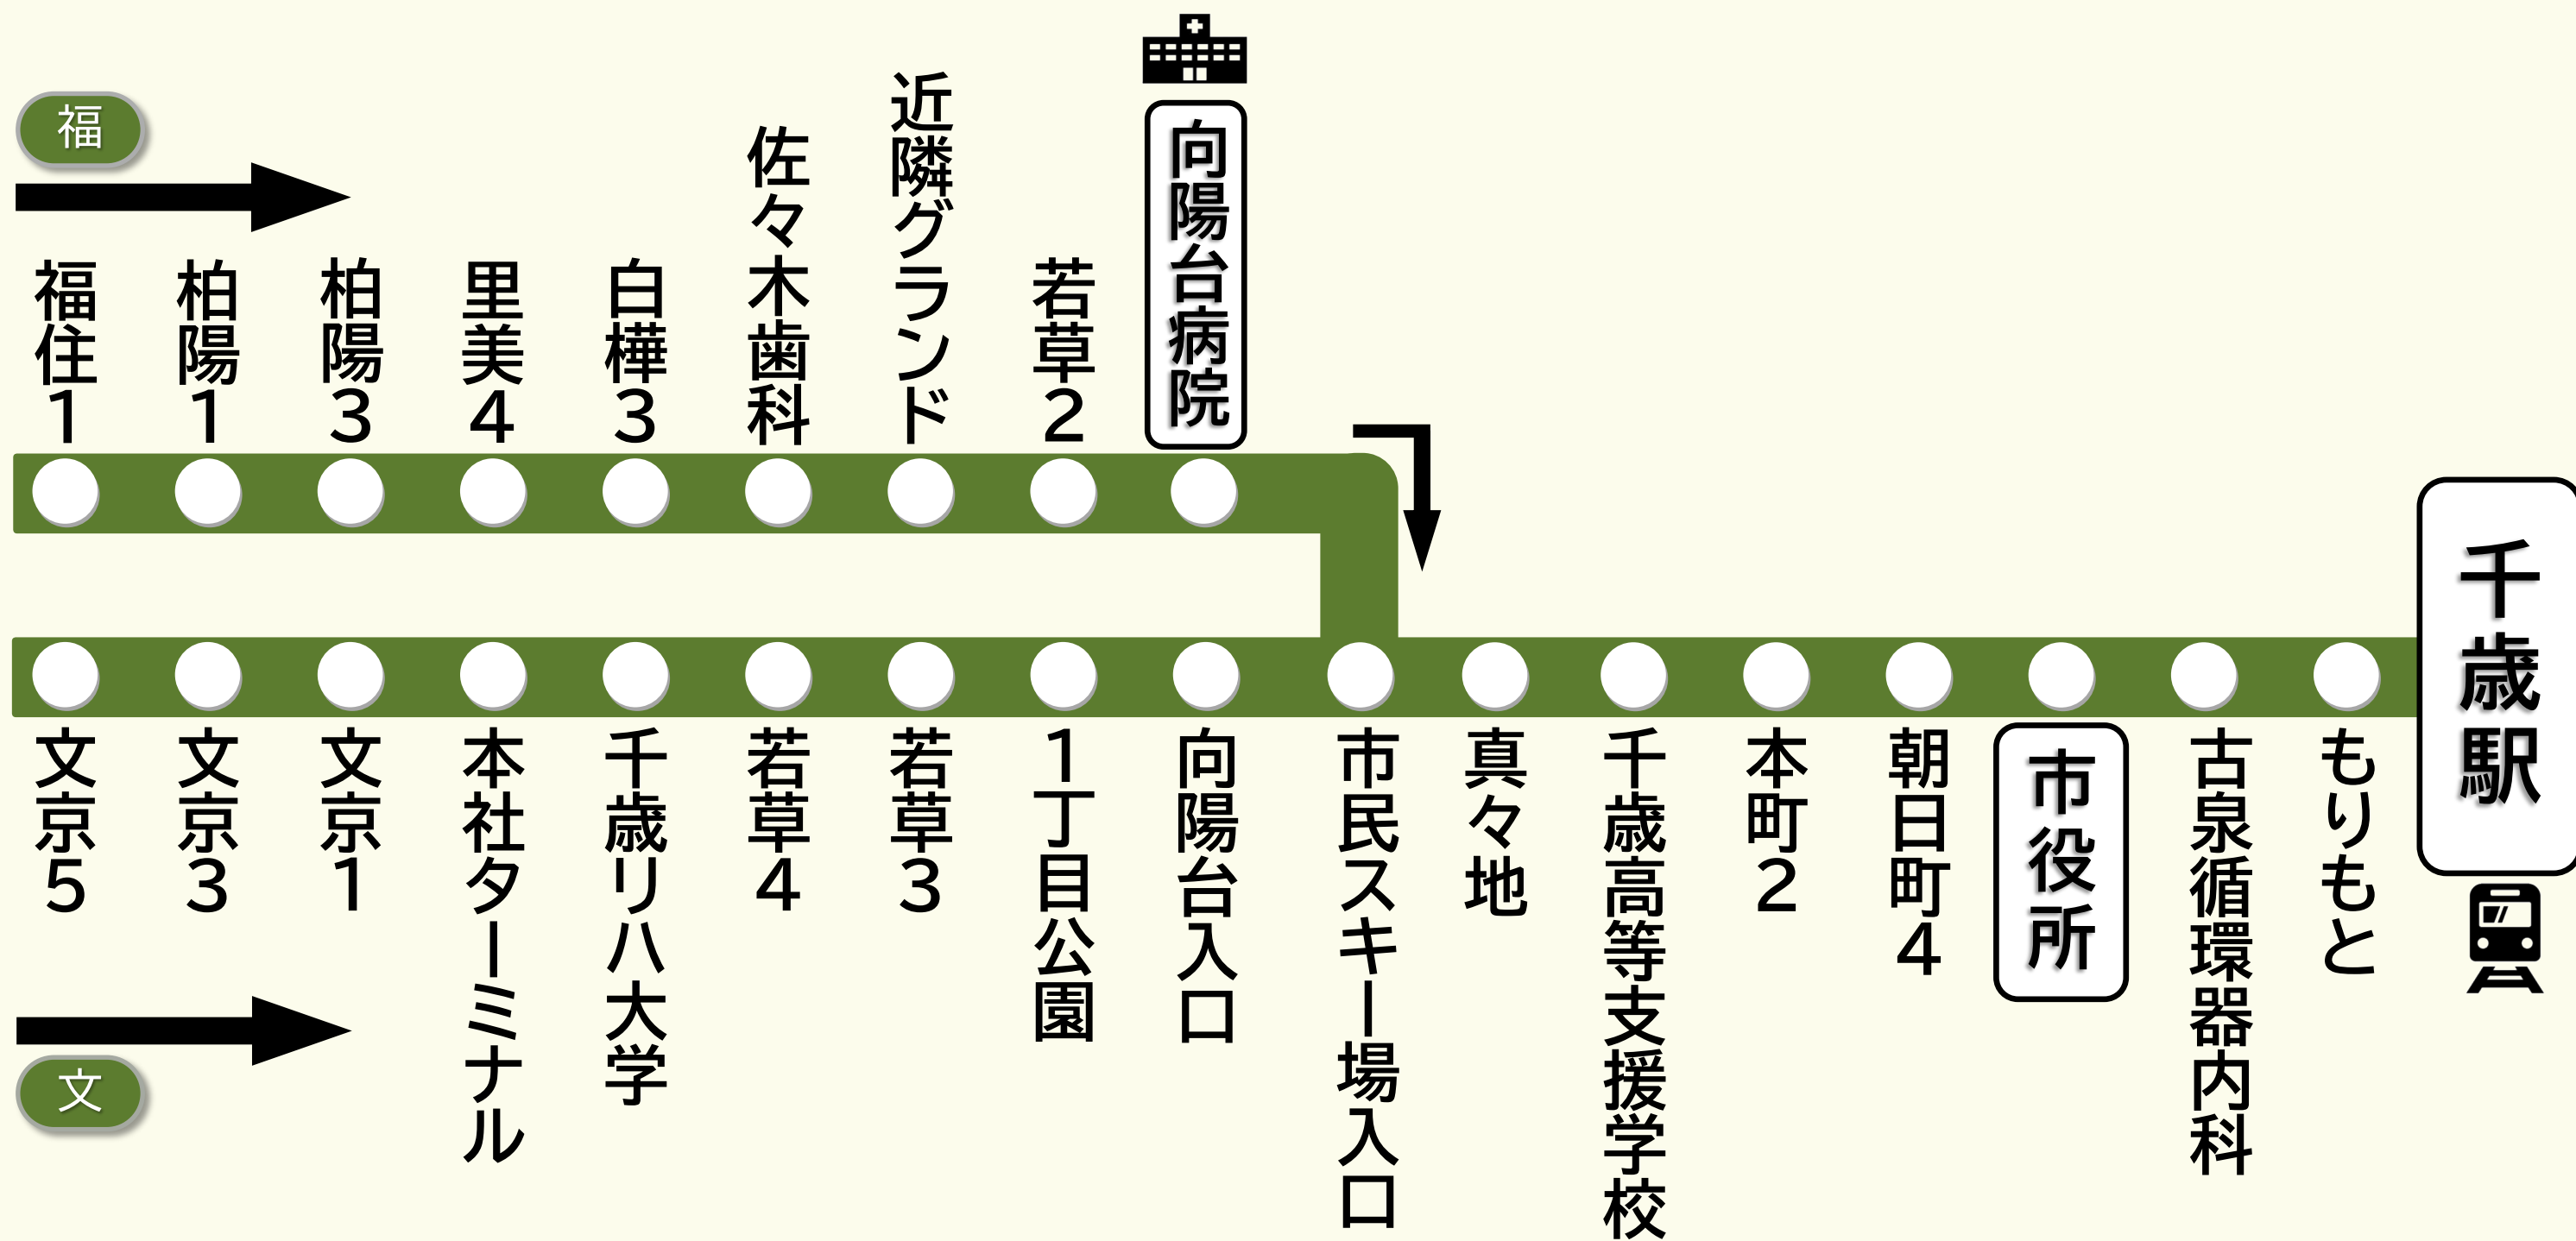 福
福住1
柏陽1
柏陽3
里美4
白樺3
佐々木歯科
近隣グランド
若草2
向陽台病院
文京5
文京3
文京1
本社ターミナル
千歳リハ大学
若草4
若草3
1丁目公園
向陽台入口
市民スキー場入口
真々地
千歳高等支援学校
本町2
朝日町4
市役所
古泉循環器内科
もりもと
千歳駅
文